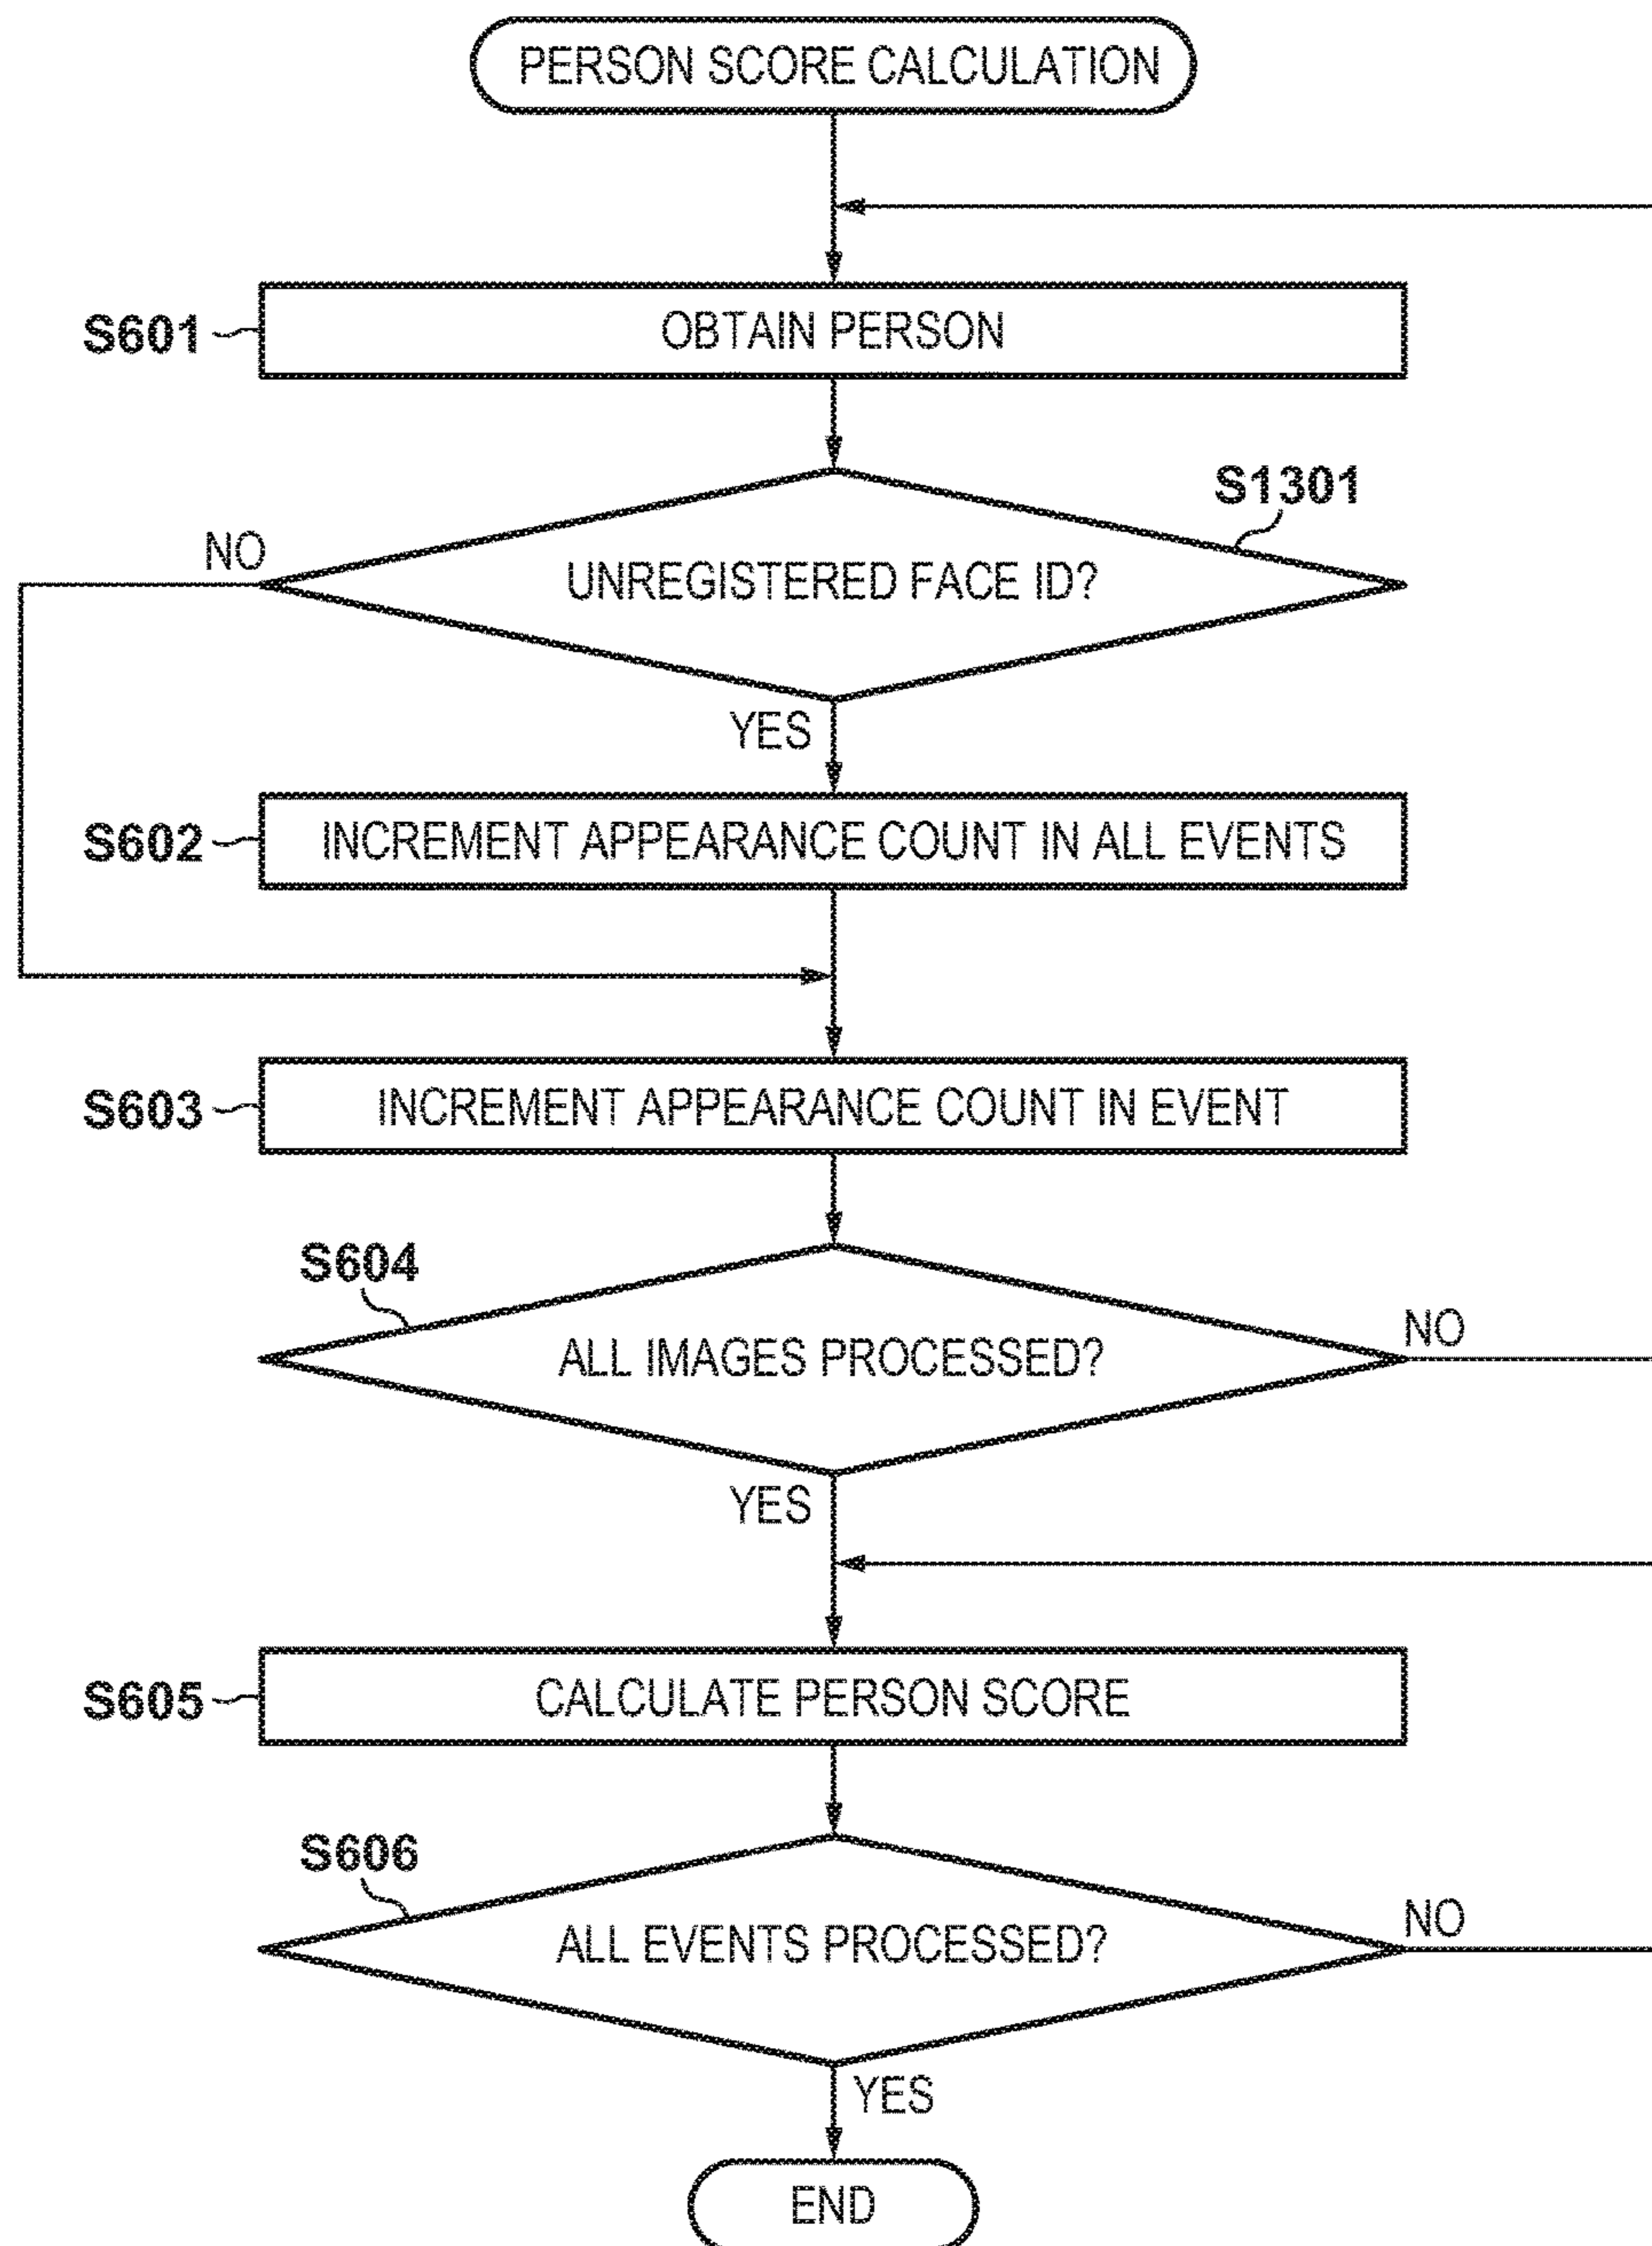 PERSON SCORE CALCULATION
S601
OBTAIN PERSON
S1301
NO
UNREGISTERED FACE ID?
YES
S602
INCREMENT APPEARANCE COUNT IN ALL EVENTS
S603
INCREMENT APPEARANCE COUNT IN EVENT
S604
NO
ALL IMAGES PROCESSED?
YES
S605
CALCULATE PERSON SCORE
S606
NO
ALL EVENTS PROCESSED?
YES
END